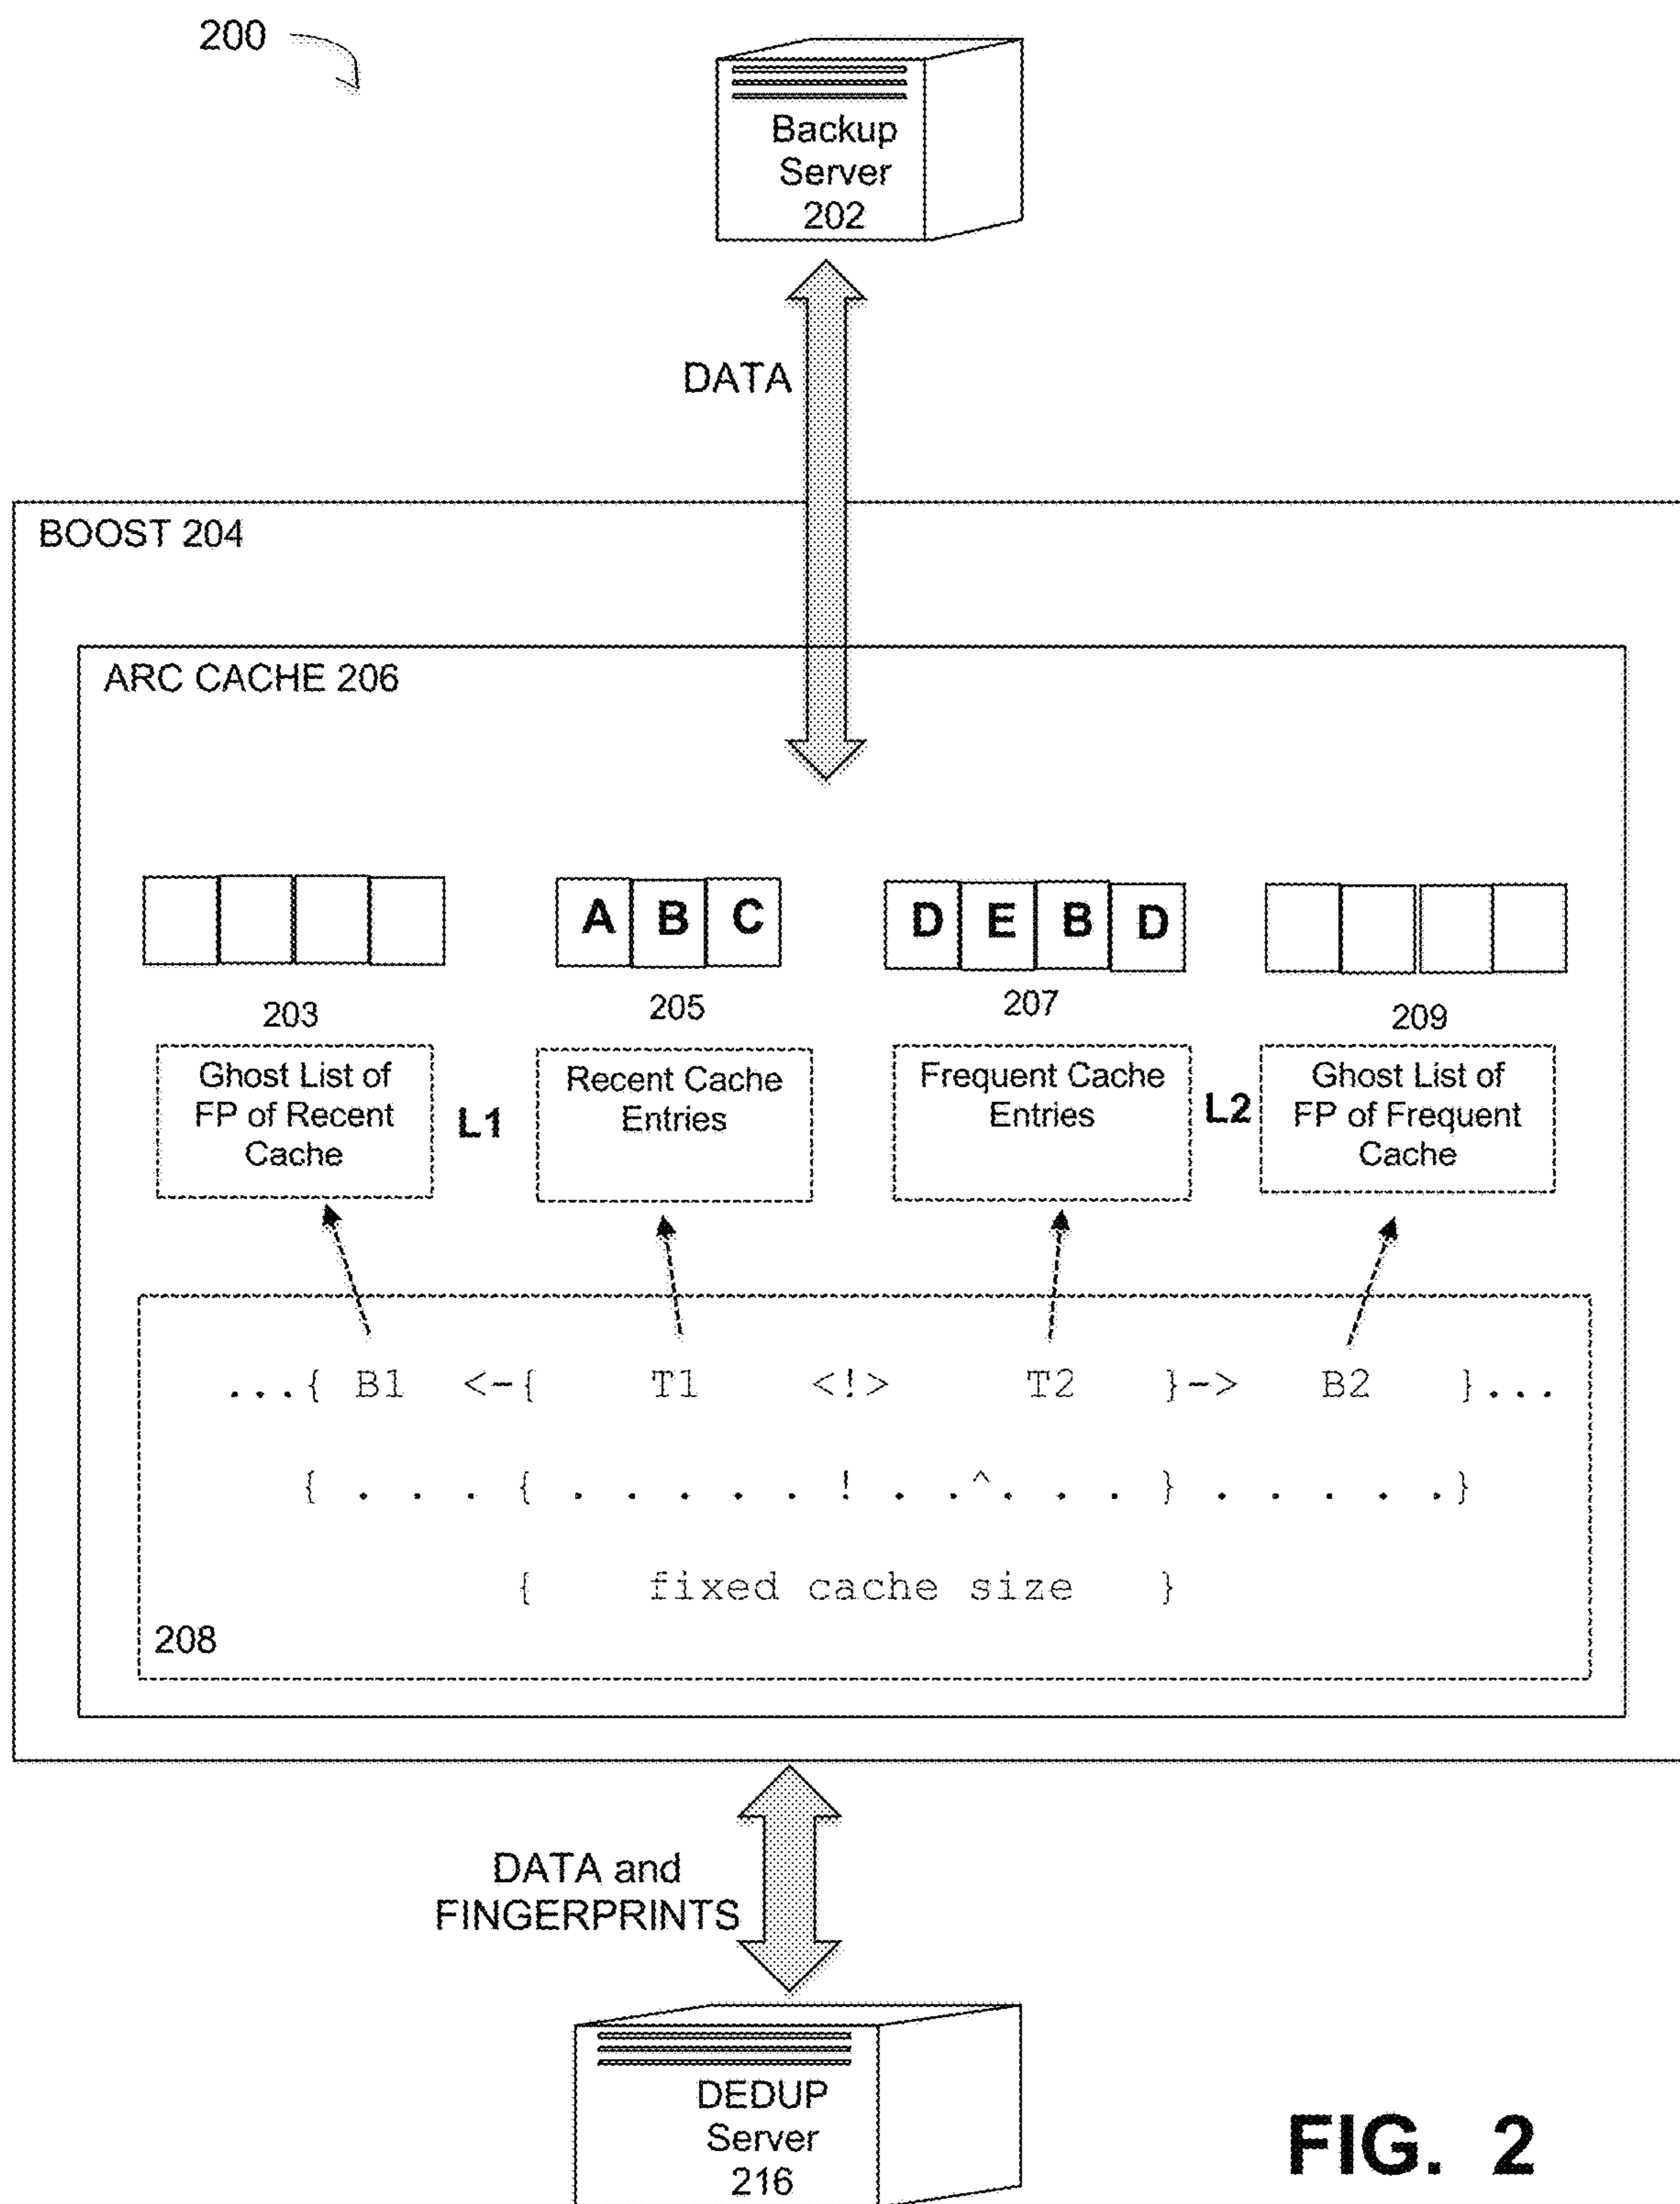 200
Backup
Server
202
DATA
BOOST 204
ARC CACHE 206
A B C
D E B D
203
205
207
209
Ghost List of
FP of Recent
Cache
L1
Recent Cache
Entries
Frequent Cache
Entries
L2
Ghost List of
FP of Frequent
Cache
...{ B1 <-{ T1 <!> T2 }-> B2 }...
{ . . . { . . . . . ! . . ^ . . . } . . . . . }
{ fixed cache size }
208
DATA and
FINGERPRINTS
DEDUP
Server
216
FIG. 2